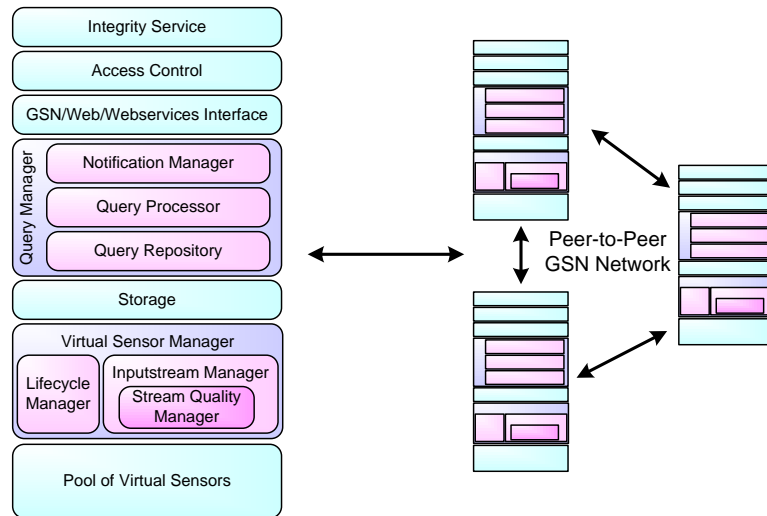 Integrity Service
Access Control
GSN/Web/Webservices Interface
Query Manager
Notification Manager
Query Processor
Query Repository
Storage
Virtual Sensor Manager
Lifecycle
Manager
Inputstream Manager
Stream Quality
Manager
Pool of Virtual Sensors
Peer-to-Peer
GSN Network